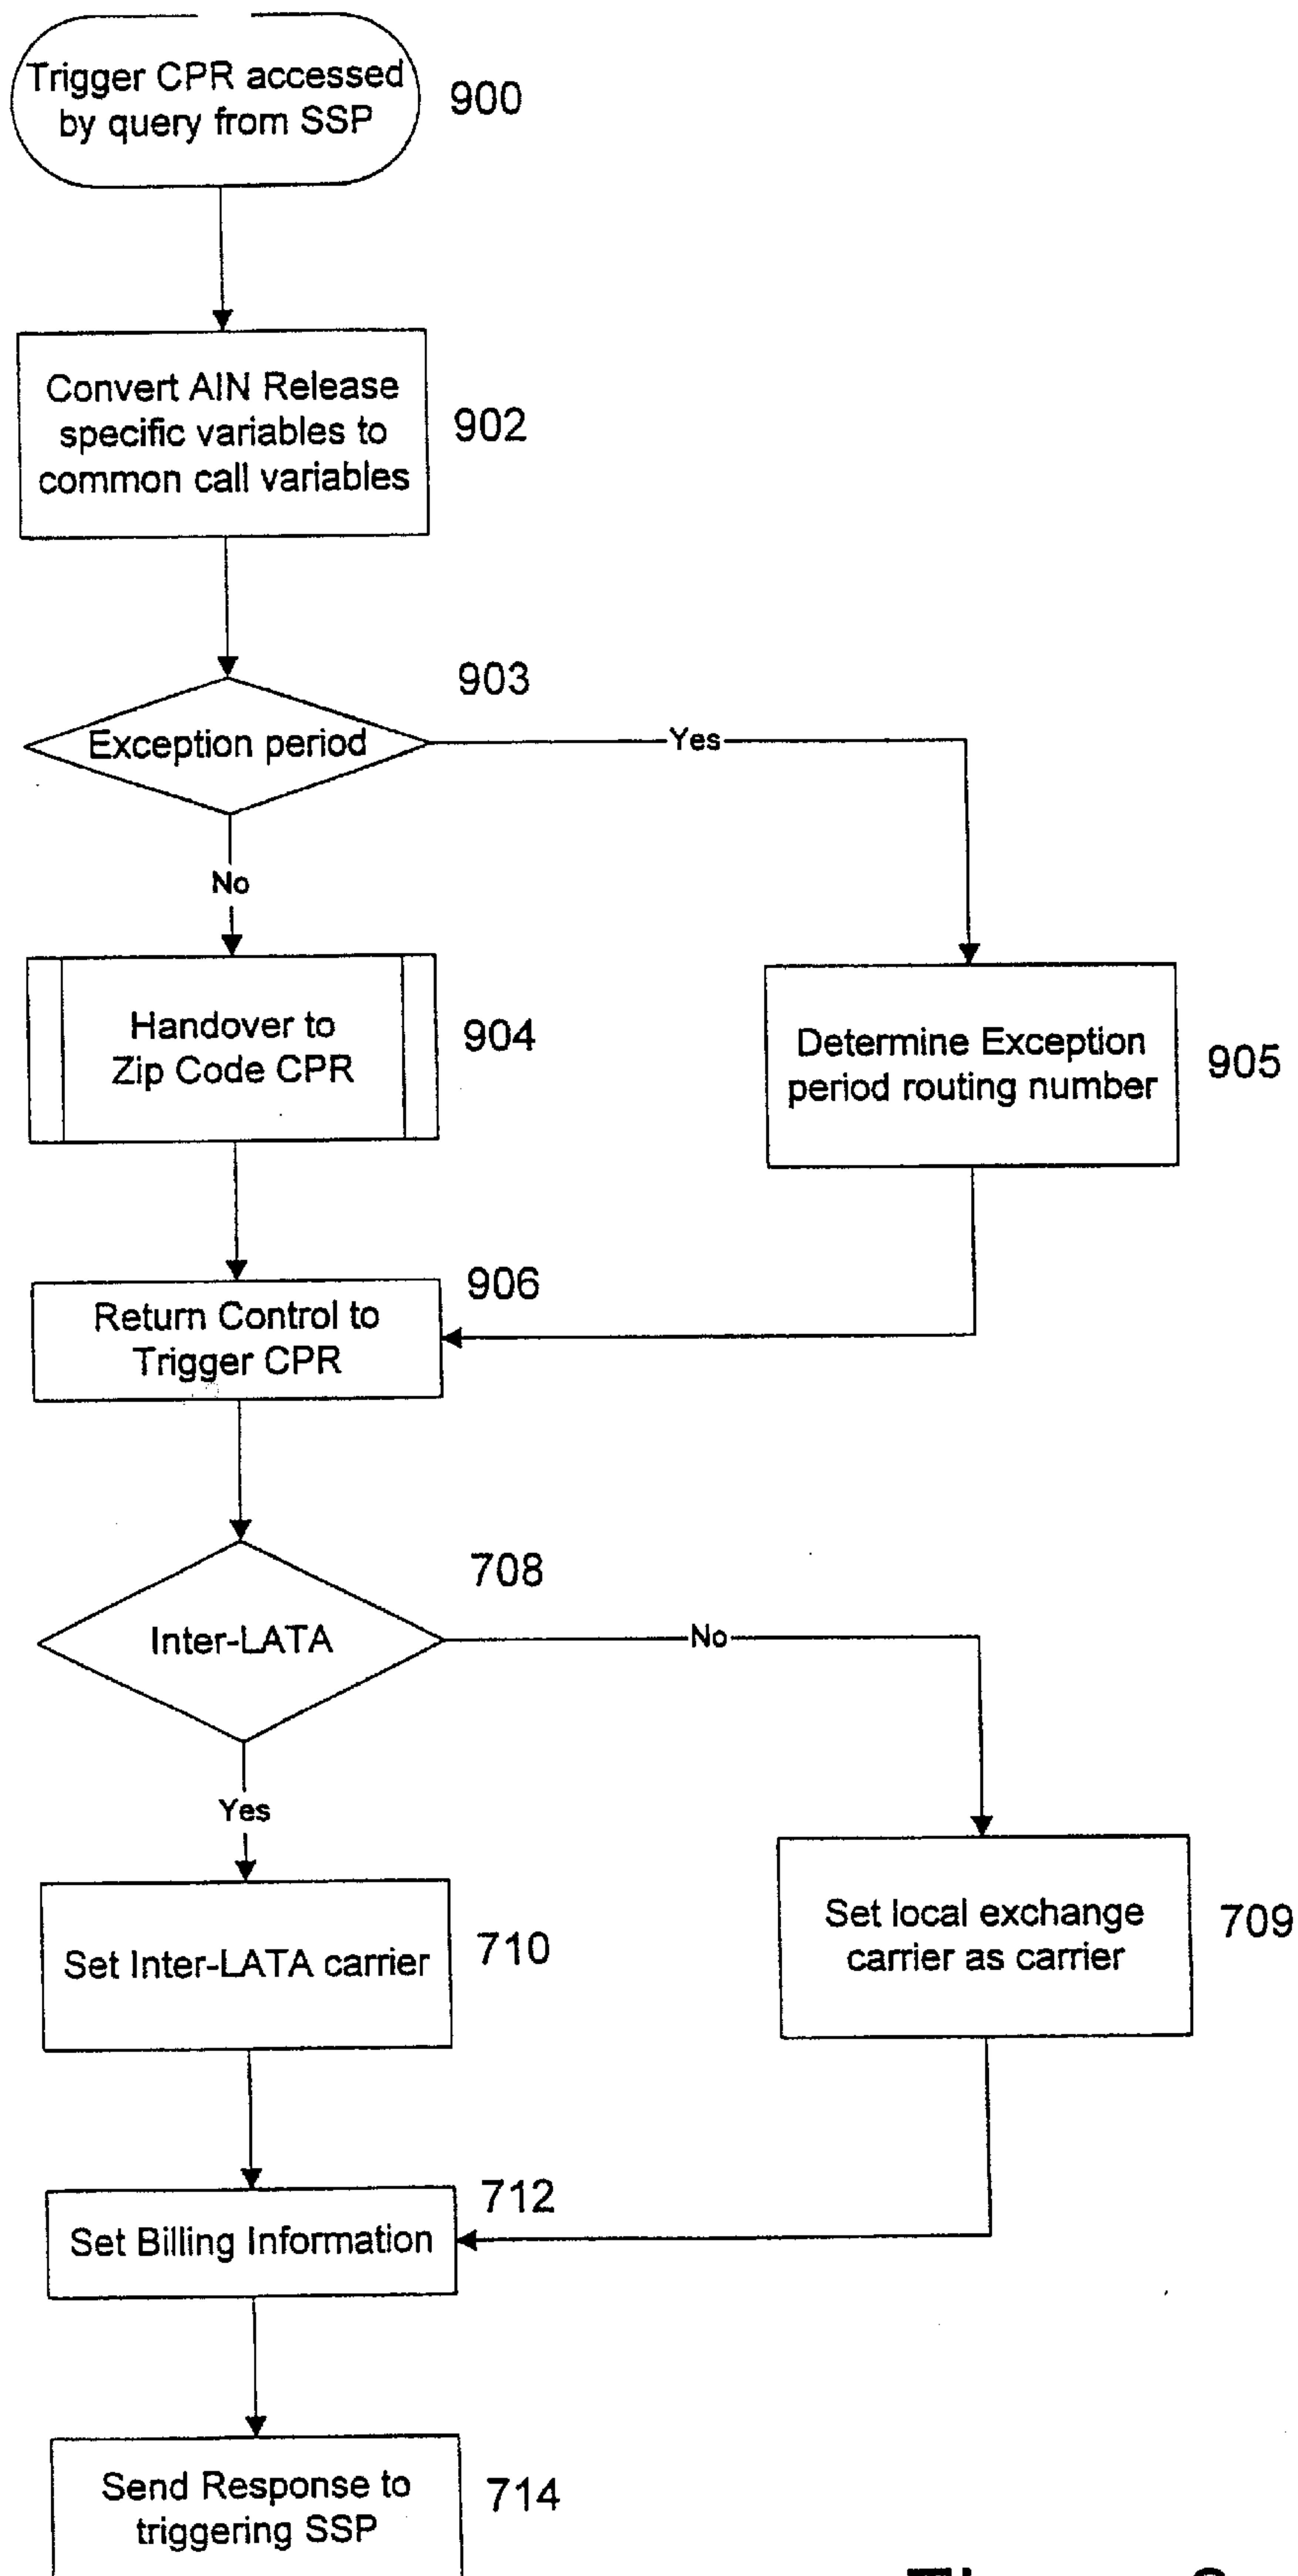 Trigger CPR accessed
by query from SSP
900
Convert AIN Release
specific variables to
common call variables
902
903
Exception period
Yes
No
Handover to
Zip Code CPR
904
Determine Exception
period routing number
905
906
Return Control to
Trigger CPR
708
Inter-LATA
No
Yes
Set Inter-LATA carrier
710
Set local exchange
carrier as carrier
709
712
Set Billing Information
Send Response to
triggering SSP
714